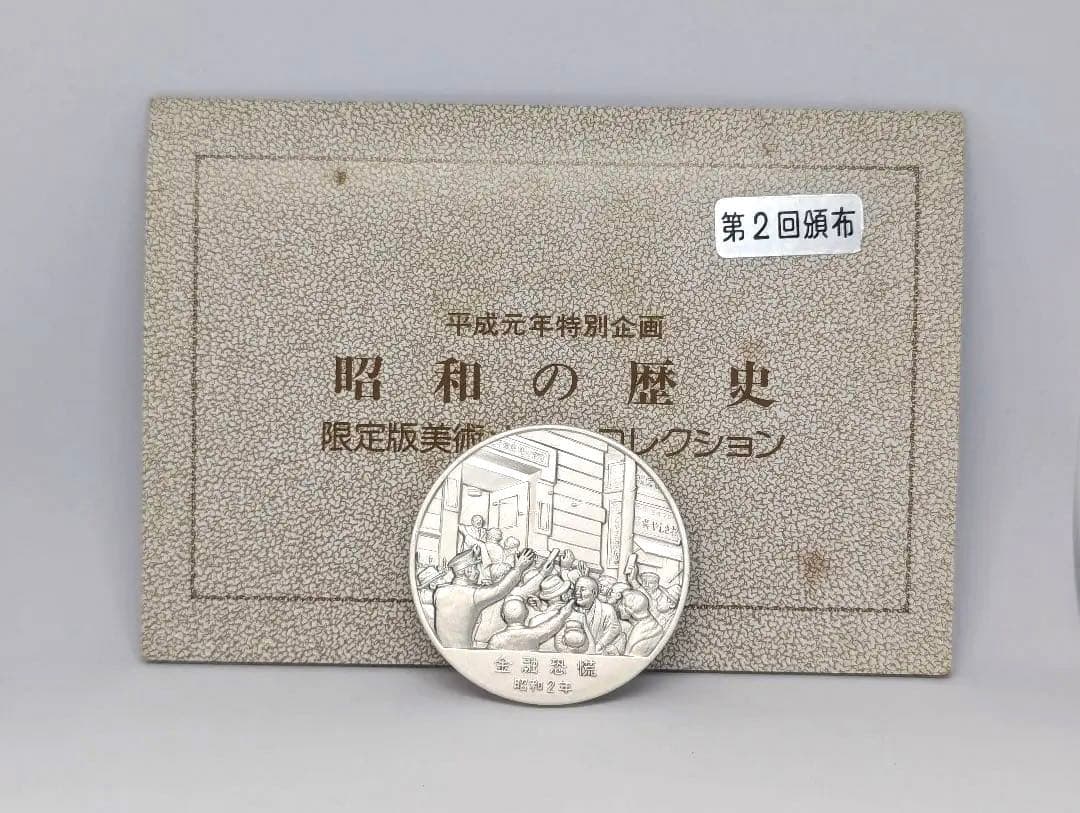 第2回頒布
平成元年特別企画
昭和の歴史
限定版美術 コレクション
金融恐慌
昭和2年